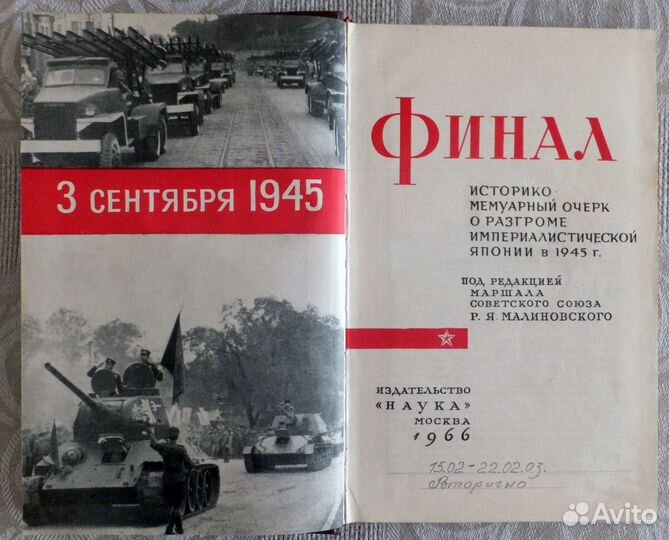 3 СЕНТЯБРЯ 1945
ФИНАЛ
ИСТОРИКО-
МЕМУАРНЫЙ ОЧЕРК
О РАЗГРОМЕ
ИМПЕРИАЛИСТИЧЕСКОЙ
ЯПОНИИ в 1945 г.
ПОД РЕДАКЦИЕЙ
МАРШАЛА
СОВЕТСКОГО СОЮЗА
Р. Я. МАЛИНОВСКОГО
ИЗДАТЕЛЬСТВО
«НАУКА»
МОСКВА
1966
15.02-22.02.03.
Вторично
Avito